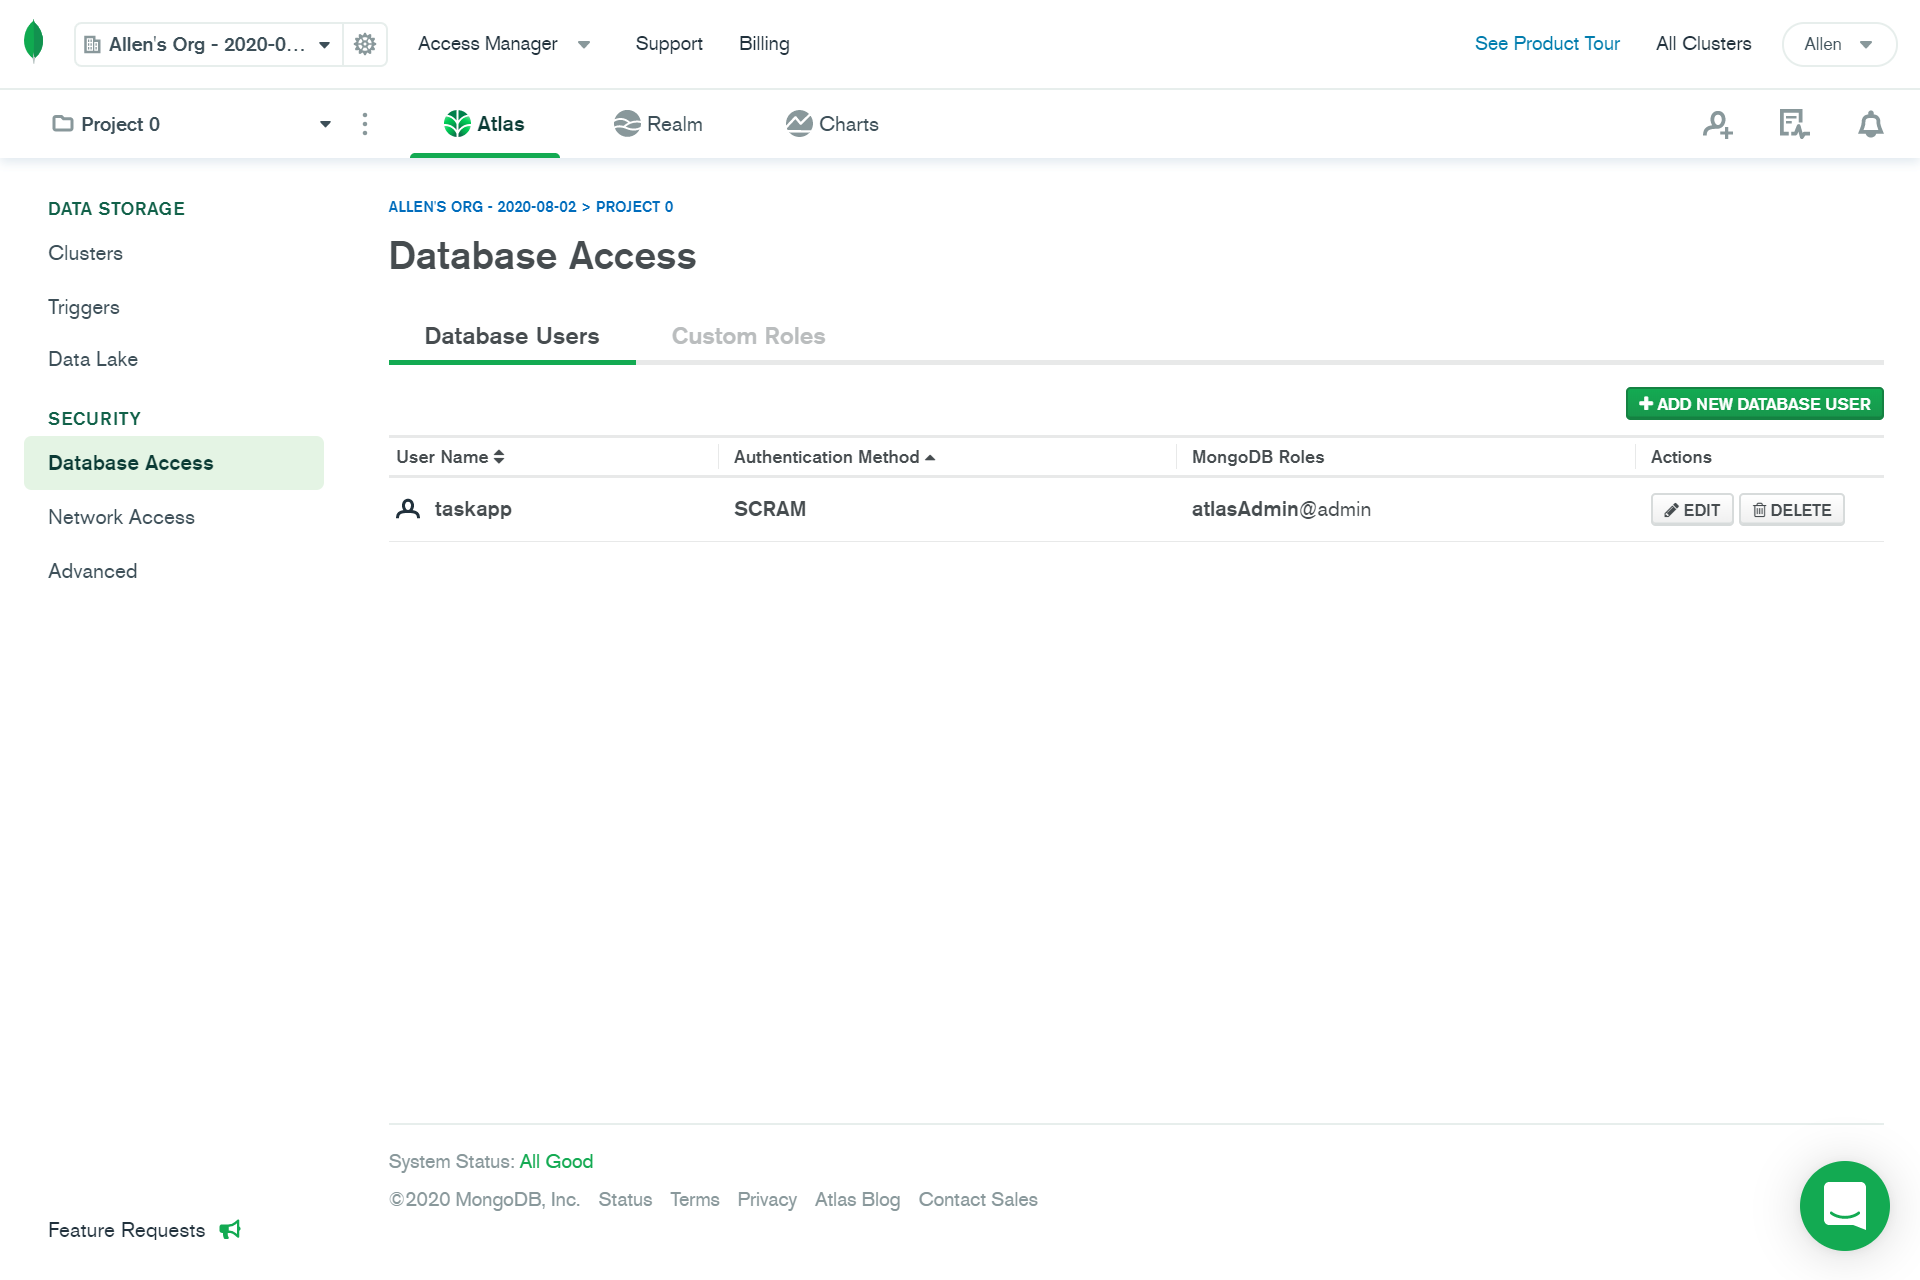 Allen's Org - 2020-0...
Access Manager
Support
Billing
See Product Tour
All Clusters
Allen
Project 0
Atlas
Realm
Charts
DATA STORAGE
Clusters
Triggers
Data Lake
SECURITY
Database Access
Network Access
Advanced
Feature Requests
ALLEN'S ORG - 2020-08-02 > PROJECT 0
Database Access
Database Users
Custom Roles
ADD NEW DATABASE USER
User Name
Authentication Method
MongoDB Roles
Actions
taskapp
SCRAM
atlasAdmin@admin
EDIT
DELETE
System Status: All Good
©2020 MongoDB, Inc.
Status
Terms
Privacy
Atlas Blog
Contact Sales